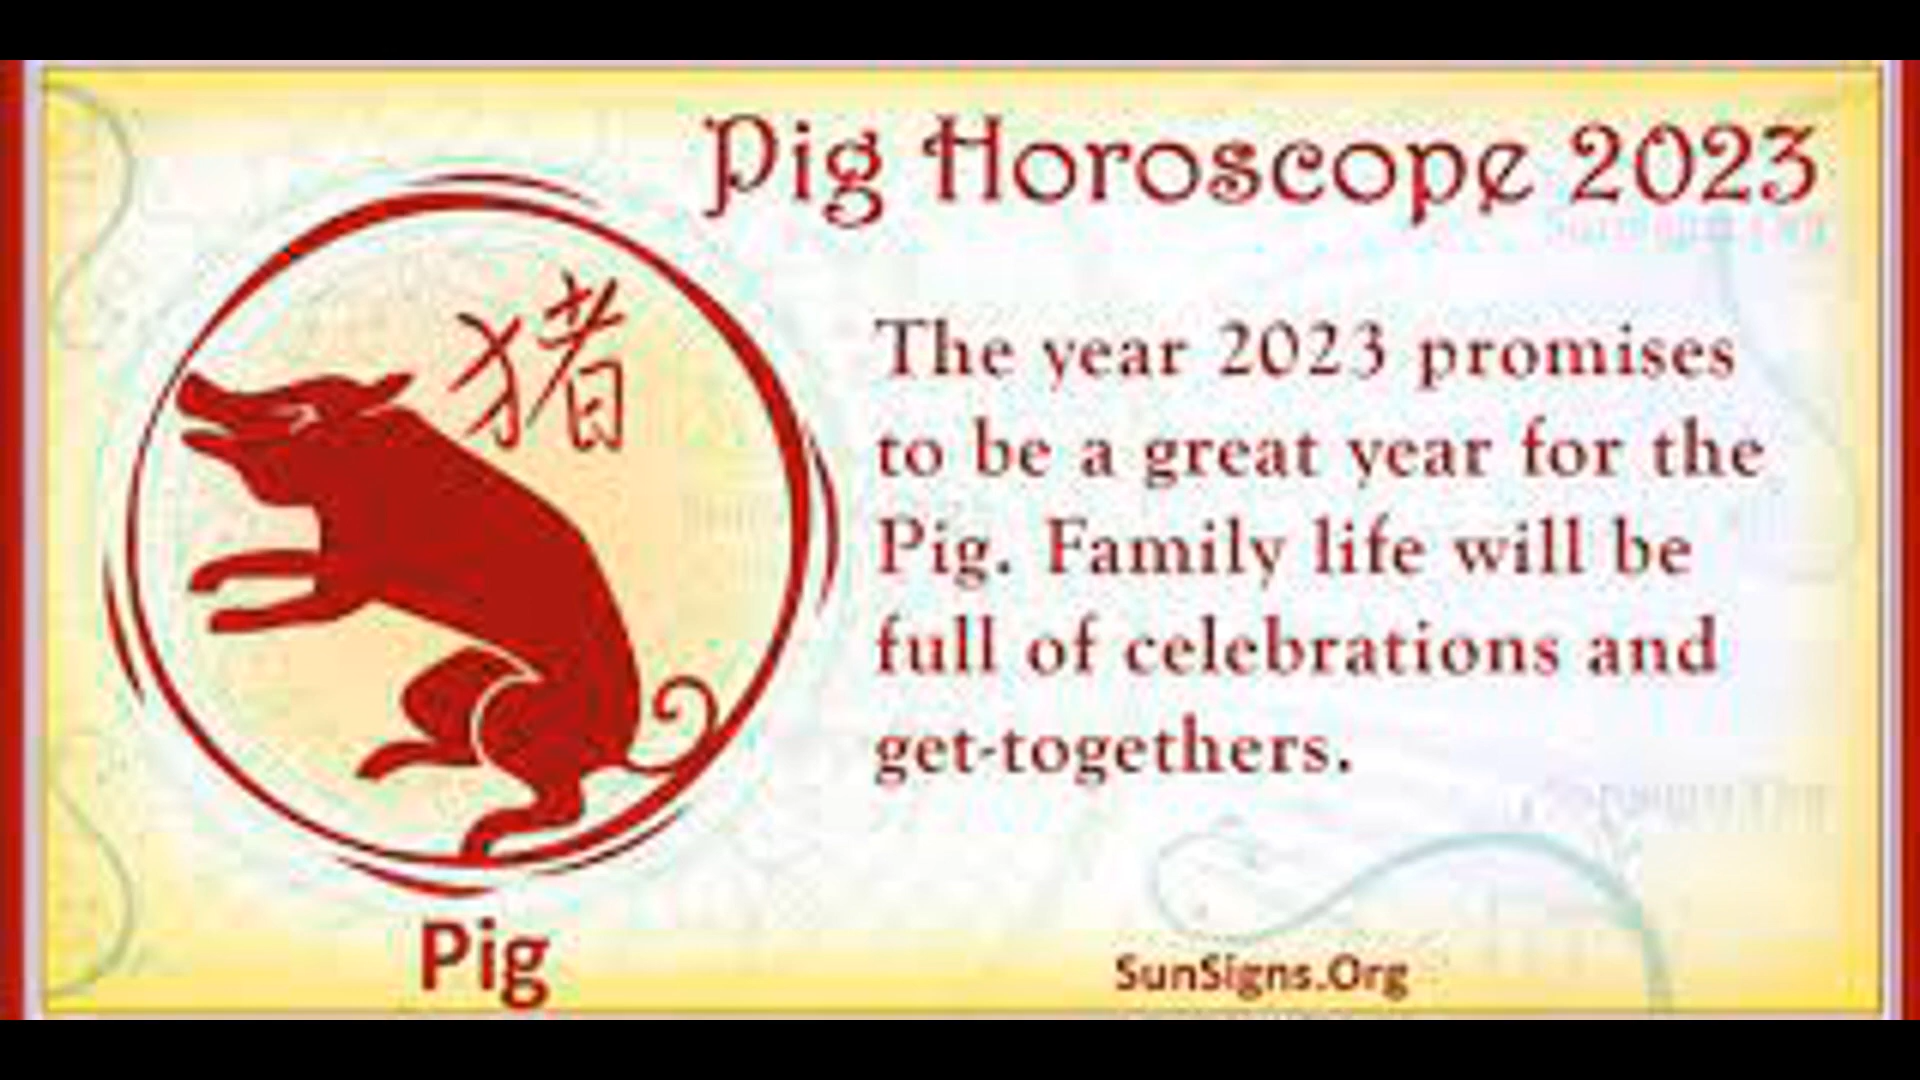 Pig Horoscope 2023
猪
The year 2023 promises
to be a great year for the
Pig. Family life will be
full of celebrations and
get-togethers.
Pig
SunSigns.Org